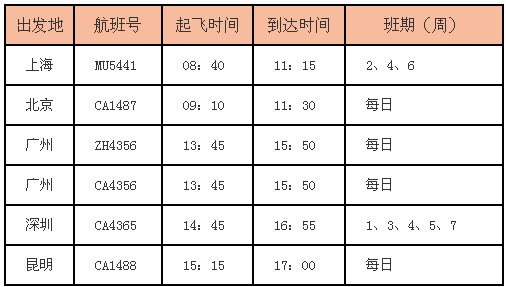 出发地 航班号 起飞时间 到达时间 班期（周）
上海 MU5441 08：40 11：15 2、4、6
北京 CA1487 09：10 11：30 每日
广州 ZH4356 13：45 15：50 每日
广州 CA4356 13：45 15：50 每日
深圳 CA4365 14：45 16：55 1、3、4、5、7
昆明 CA1488 15：15 17：00 每日